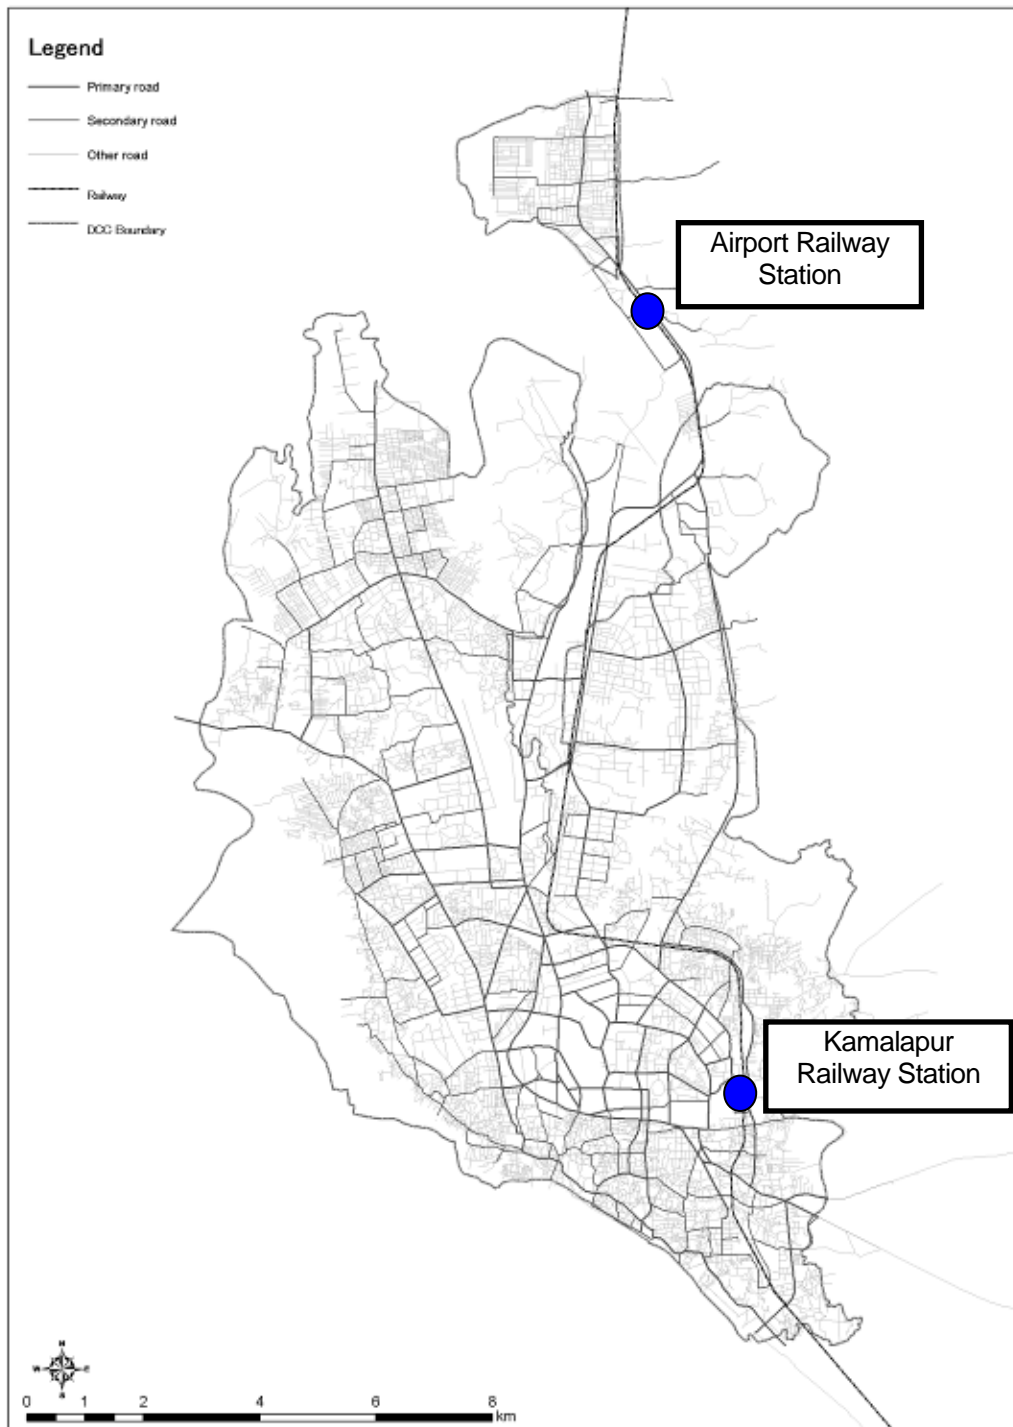 Legend
Primary road
Secondary road
Other road
Railway
DCC Boundary
Airport Railway
Station
Kamalapur
Railway Station
N
W E
S
0 1 2 4 6 8
km